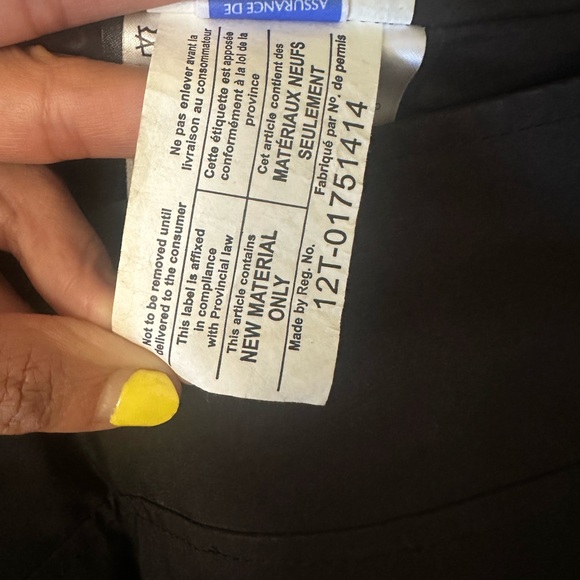 ASSURANCE DE
Not to be removed until
delivered to the consumer
Ne pas enlever avant la
livraison au consommateur
This label is affixed
in compliance
with Provincial law
Cette étiquette est apposée
conformément à la loi de la
province
This article contains
NEW MATERIAL
ONLY
Cet article contient des
MATÉRIAUX NEUFS
SEULEMENT
Made by Reg. No.
Fabriqué par No. de permis
12T-01751414